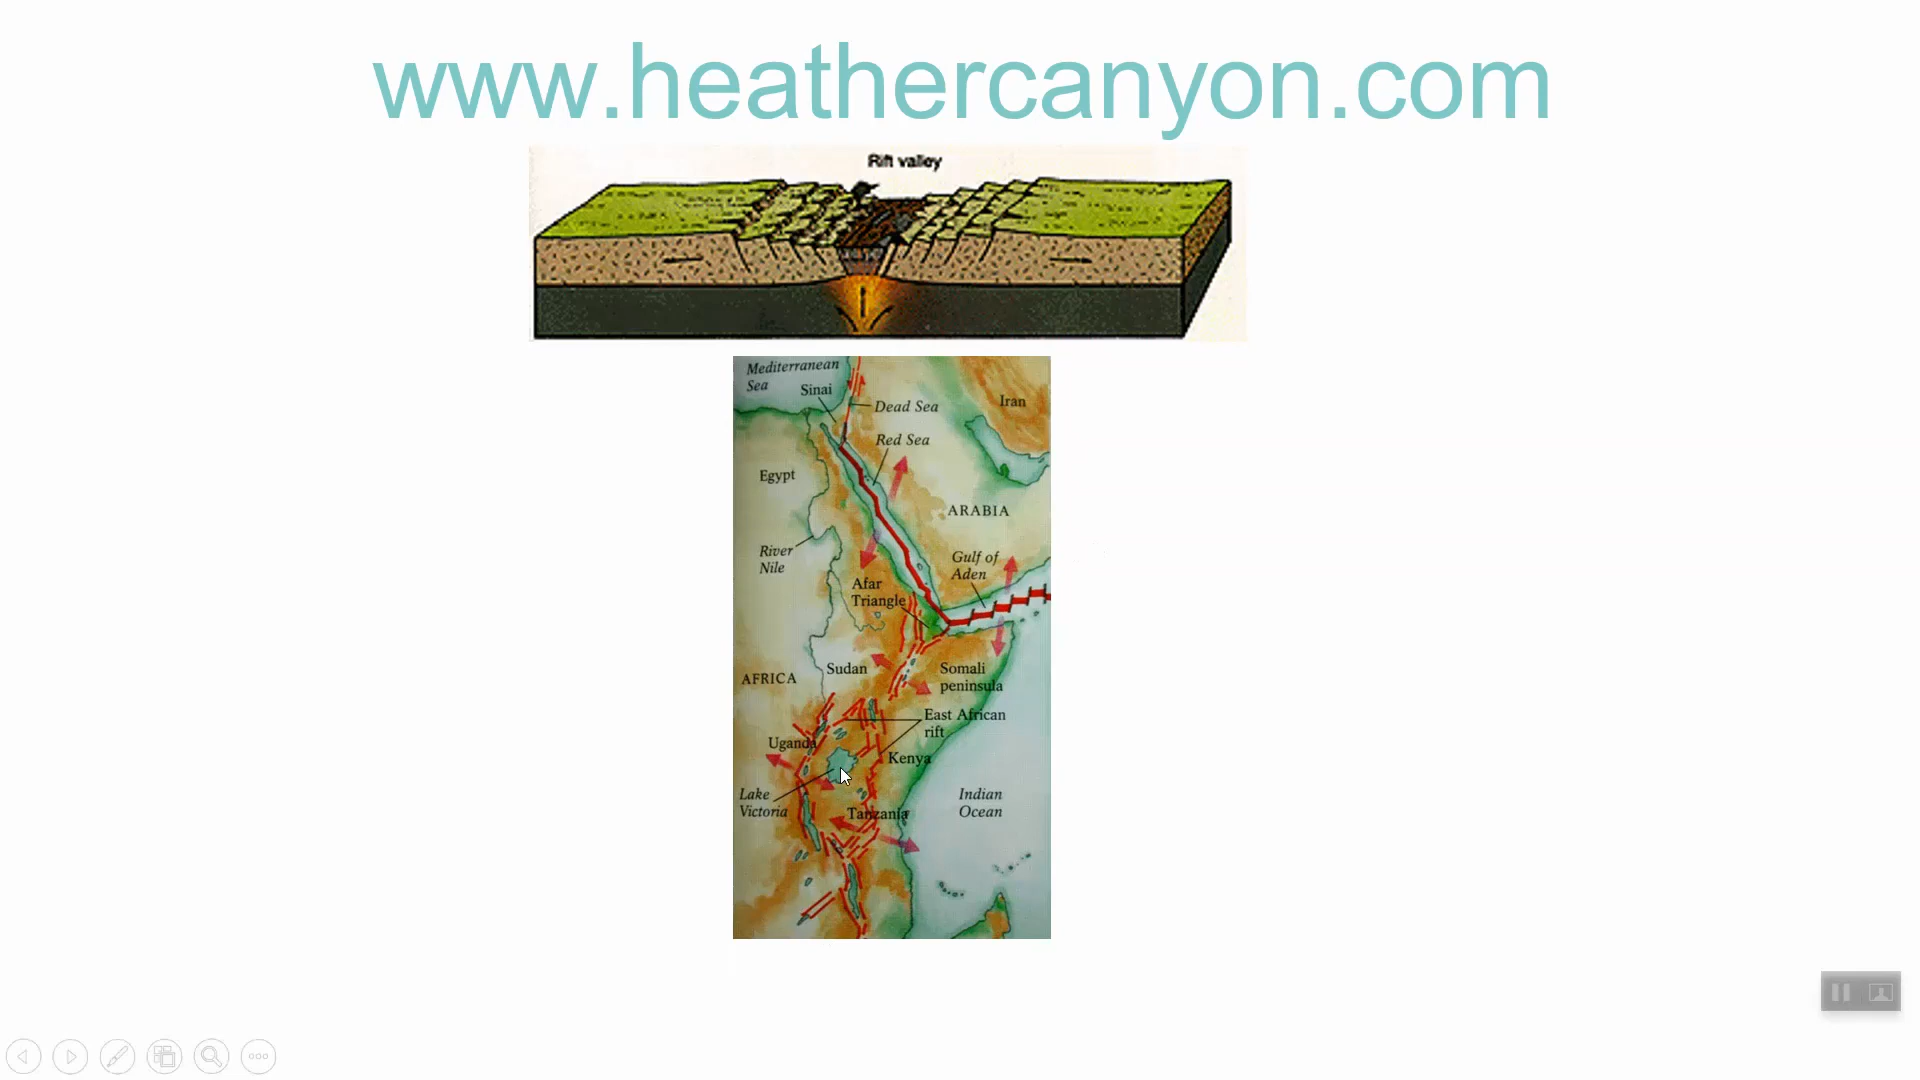 www.heathercanyon.com
Rift valley
Mediterranean
Sea
Sinai
Dead Sea
Iran
Red Sea
Egypt
ARABIA
River
Nile
Gulf of
Aden
Afar
Triangle
Sudan
Somali
peninsula
AFRICA
East African
rift
Uganda
Kenya
Lake
Victoria
Tanzania
Indian
Ocean